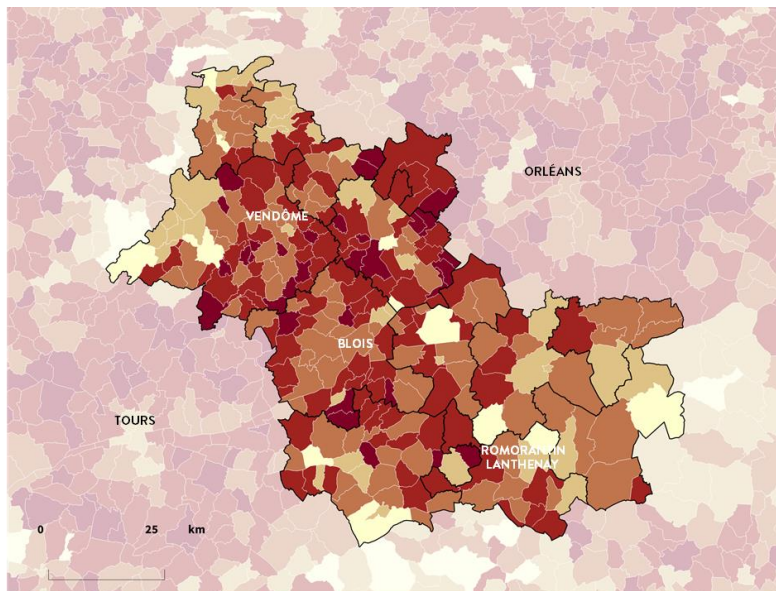 ORLÉANS
VENDÔME
BLOIS
TOURS
ROMORANTIN
LANTHENAY
0 25 km